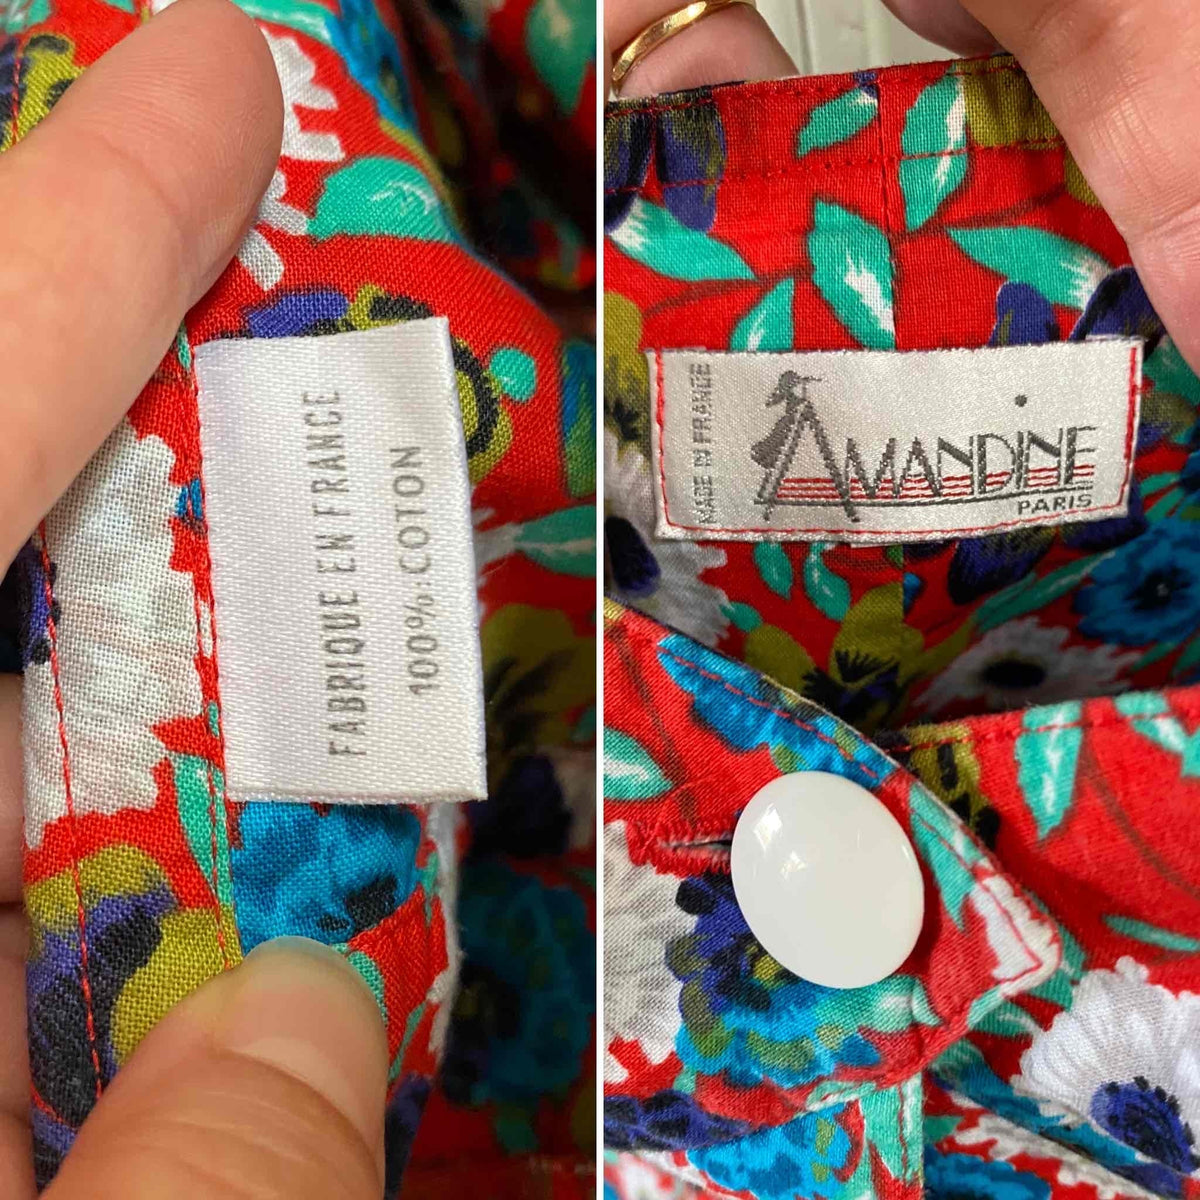 FABRIQUE EN FRANCE
100%:COTON
MADE IN FRANCE
AMANDINE
PARIS